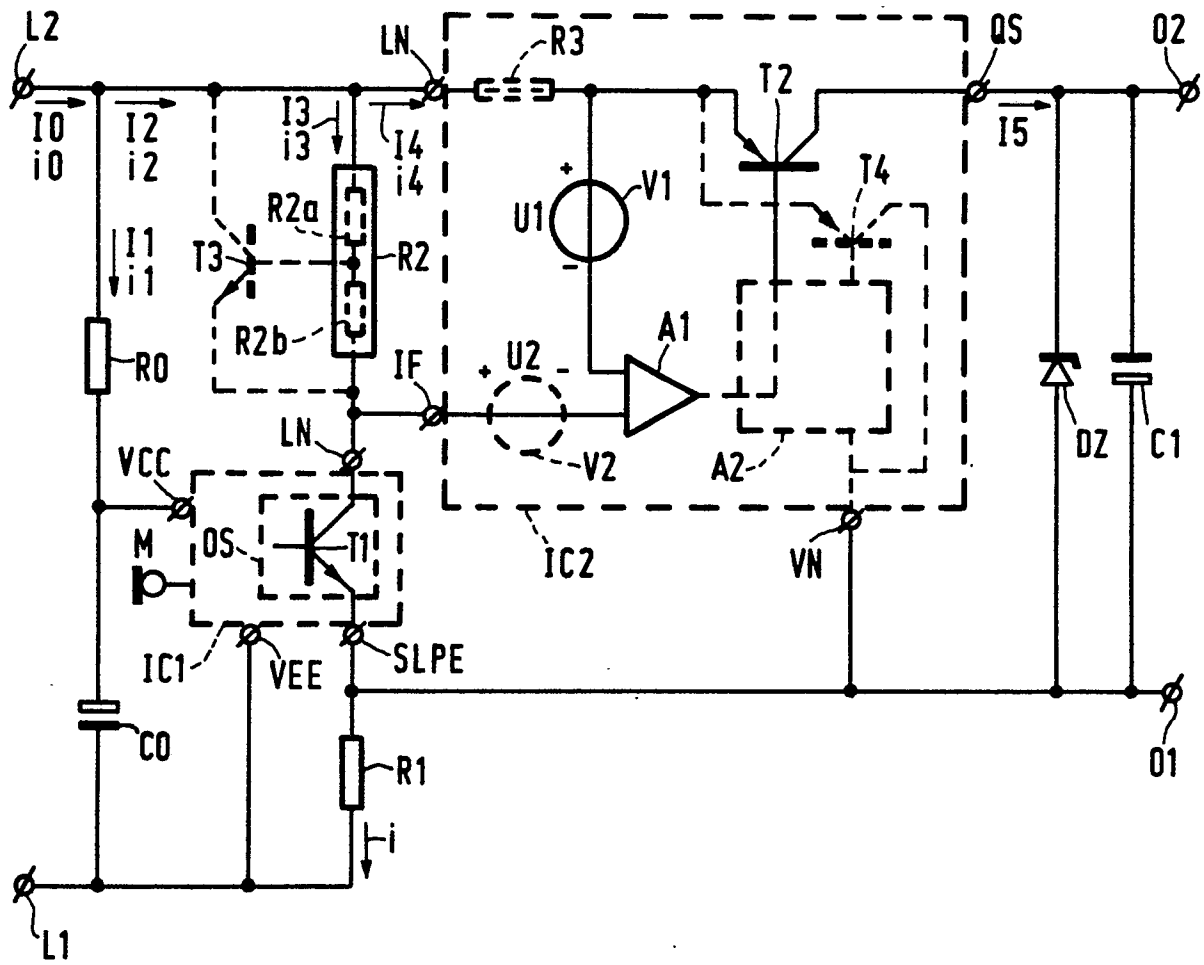 L2
LN
R3
QS
O2
T2
I0
i0
I2
i2
I3
i3
I4
i4
I5
+
V1
U1
-
T4
R2a
R2
T3
I1
i1
R2b
R0
IF
+
U2
-
A1
V2
A2
DZ
C1
LN
VCC
M
OS
T1
IC2
VN
IC1
VEE
SLPE
C0
R1
O1
i
L1